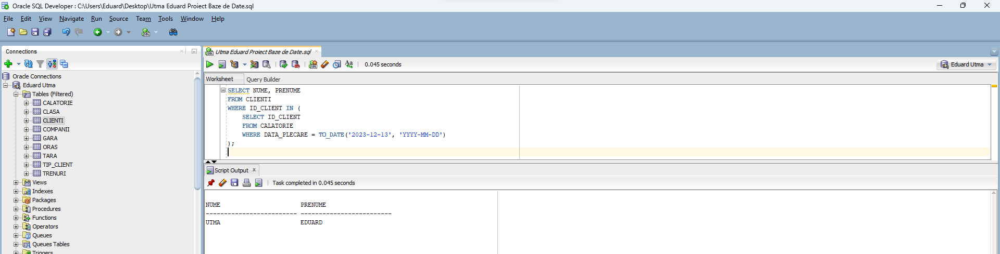 Oracle SQL Developer : C:\Users\Eduard\Desktop\Utma Eduard Proiect Baze de Date.sql
File Edit View Navigate Run Source Team Tools Window Help
Connections
Oracle Connections
Eduard Utma
Tables (Filtered)
CALATORIE
CLASA
CLIENTI
COMPANII
GARA
ORAS
TARA
TIP_CLIENT
TRENURI
Views
Indexes
Packages
Procedures
Functions
Operators
Queues
Queues Tables
Triggers
Utma Eduard Proiect Baze de Date.sql
0.045 seconds
Eduard Utma
Worksheet Query Builder
SELECT NUME, PRENUME
FROM CLIENTI
WHERE ID_CLIENT IN (
SELECT ID_CLIENT
FROM CALATORIE
WHERE DATA_PLECARE = TO_DATE('2023-12-13', 'YYYY-MM-DD')
);
Script Output x
Task completed in 0.045 seconds
NUME PRENUME
------------------------- -------------------------
UTMA EDUARD